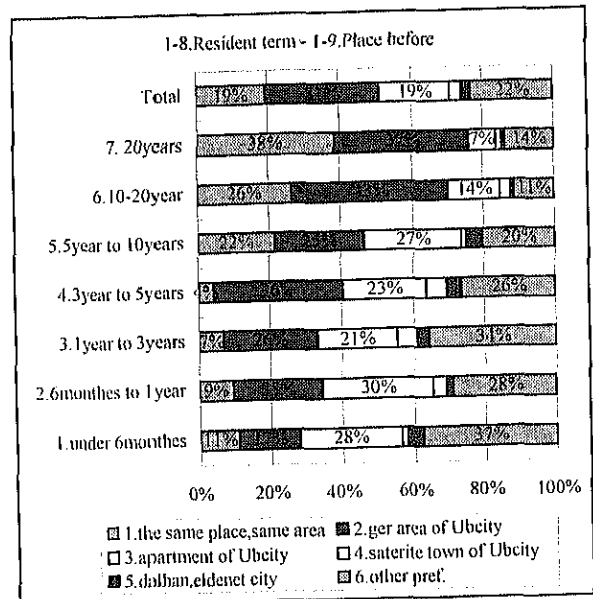 1-8.Resident term - 1-9.Place before
Total 19% 19% 22%
7. 20years 38% 7% 14%
6.10-20year 26% 14% 11%
5.5year to 10years 22% 27% 20%
4.3year to 5years 23% 26%
3.1year to 3years 7% 21% 34%
2.6monthes to 1year 9% 30% 28%
1.under 6monthes 11% 28% 37%
0% 20% 40% 60% 80% 100%
1.the same place,same area 2.ger area of Ubcity
3.apartment of Ubcity 4.saterite town of Ubcity
5.dalhan,eldenet city 6.other pref.